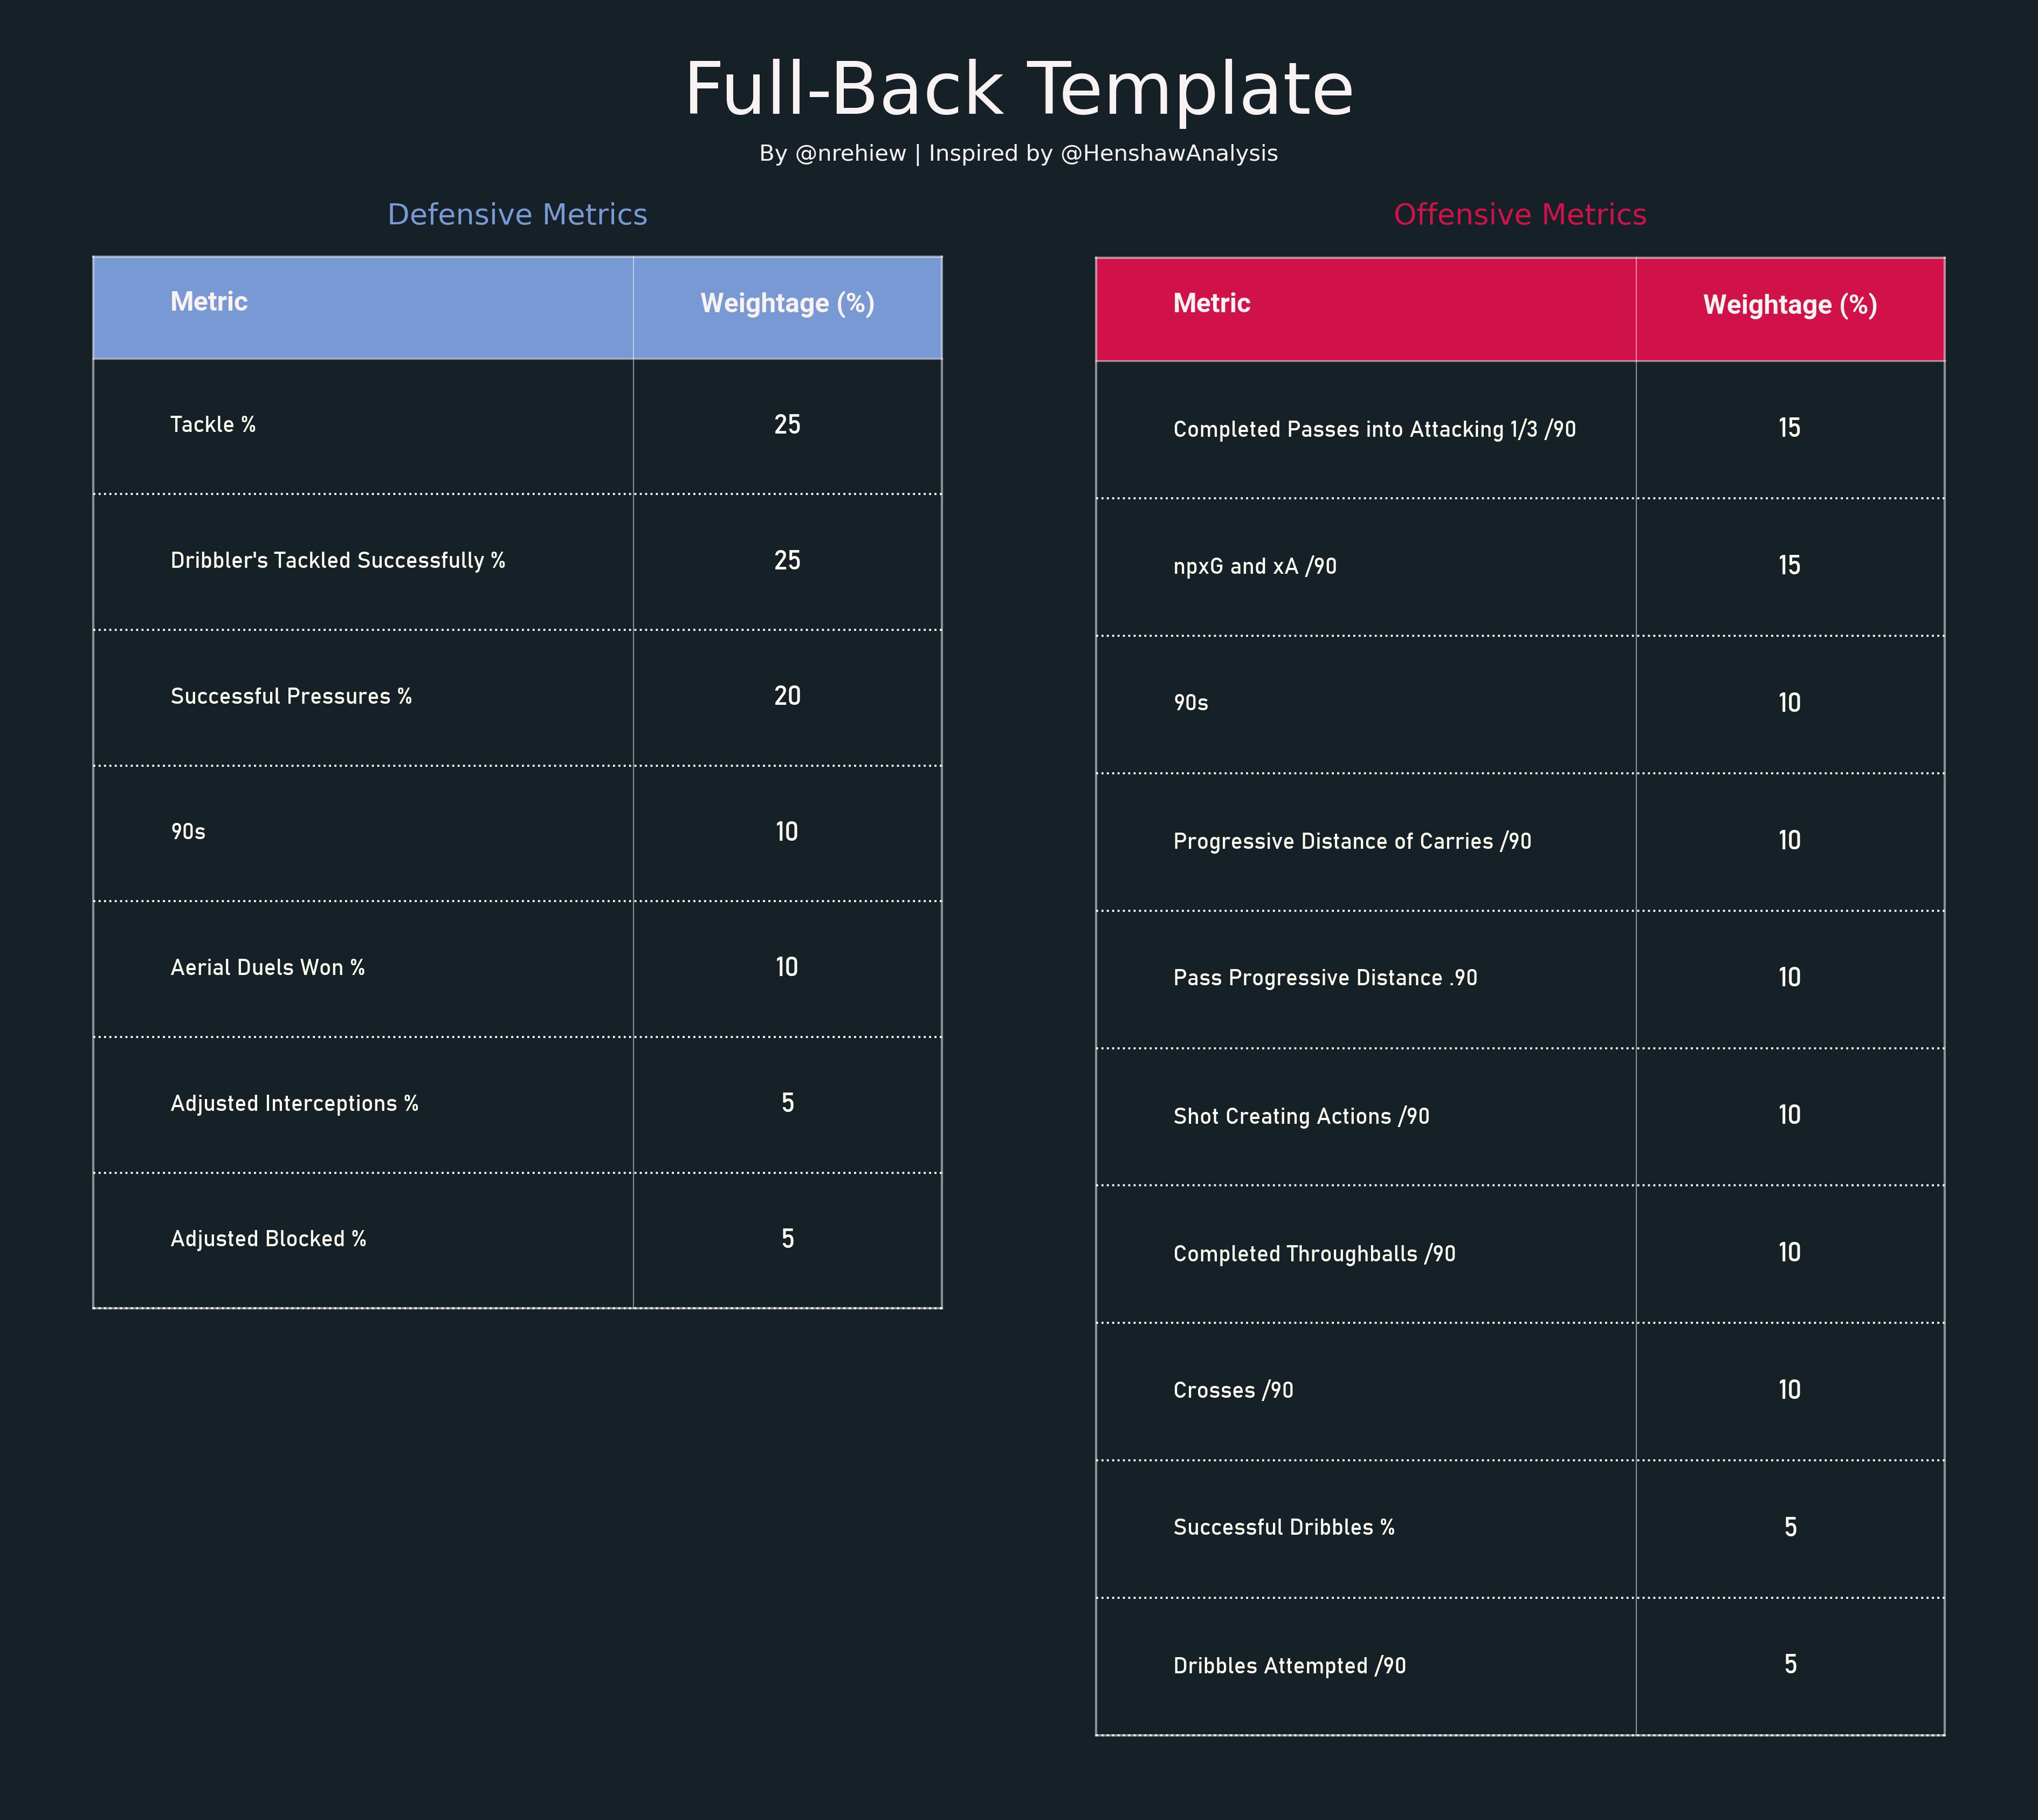 Full-Back Template
By @nrehiew | Inspired by @HenshawAnalysis
Defensive Metrics
Metric Weightage (%)
Tackle % 25
Dribbler's Tackled Successfully % 25
Successful Pressures % 20
90s 10
Aerial Duels Won % 10
Adjusted Interceptions % 5
Adjusted Blocked % 5
Offensive Metrics
Metric Weightage (%)
Completed Passes into Attacking 1/3 /90 15
npxG and xA /90 15
90s 10
Progressive Distance of Carries /90 10
Pass Progressive Distance .90 10
Shot Creating Actions /90 10
Completed Throughballs /90 10
Crosses /90 10
Successful Dribbles % 5
Dribbles Attempted /90 5